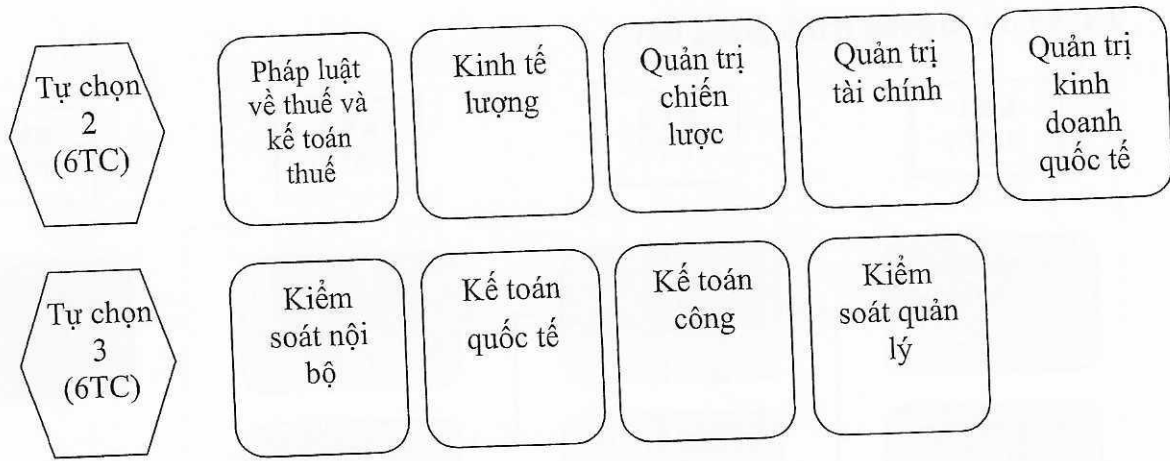 Tự chọn
2
(6TC)
Pháp luật
về thuế và
kế toán
thuế
Kinh tế
lượng
Quản trị
chiến
lược
Quản trị
tài chính
Quản trị
kinh
doanh
quốc tế
Tự chọn
3
(6TC)
Kiểm
soát nội
bộ
Kế toán
quốc tế
Kế toán
công
Kiểm
soát quản
lý